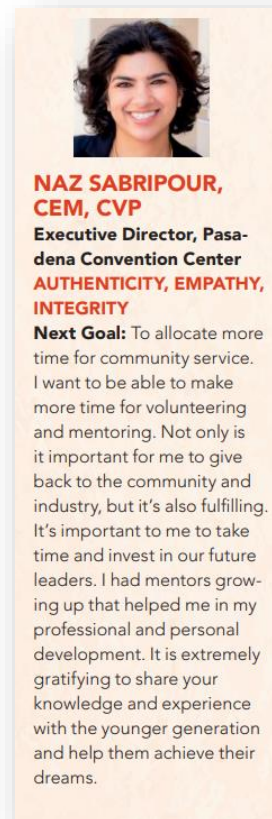 NAZ SABRIPOUR,
CEM, CVP
Executive Director, Pasa-
dena Convention Center
AUTHENTICITY, EMPATHY,
INTEGRITY
Next Goal: To allocate more
time for community service.
I want to be able to make
more time for volunteering
and mentoring. Not only is
it important for me to give
back to the community and
industry, but it’s also fulfilling.
It’s important to me to take
time and invest in our future
leaders. I had mentors grow-
ing up that helped me in my
professional and personal
development. It is extremely
gratifying to share your
knowledge and experience
with the younger generation
and help them achieve their
dreams.